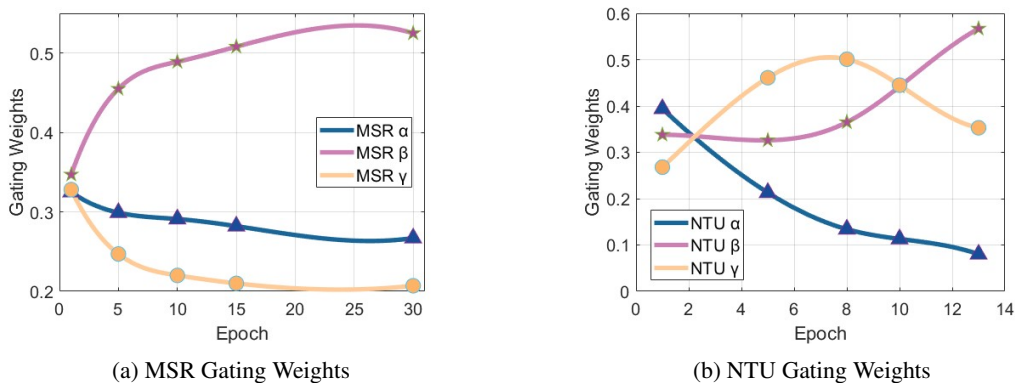 Gating Weights
0.5
0.4
0.3
0.2
0 5 10 15 20 25 30
Epoch
MSR α
MSR β
MSR γ
(a) MSR Gating Weights
Gating Weights
0.6
0.5
0.4
0.3
0.2
0.1
0
0 2 4 6 8 10 12 14
Epoch
NTU α
NTU β
NTU γ
(b) NTU Gating Weights